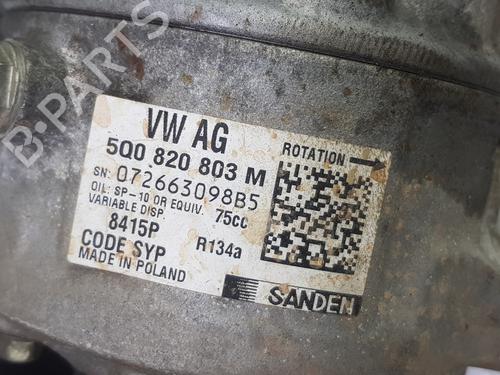 VW AG
5Q0 820 803 M
ROTATION
SN: 072663098B5
OIL: SP-10 OR EQUIV. 75cc
VARIABLE DISP.
8415P R134a
CODE SYP
MADE IN POLAND
SANDEN
B-PARTS